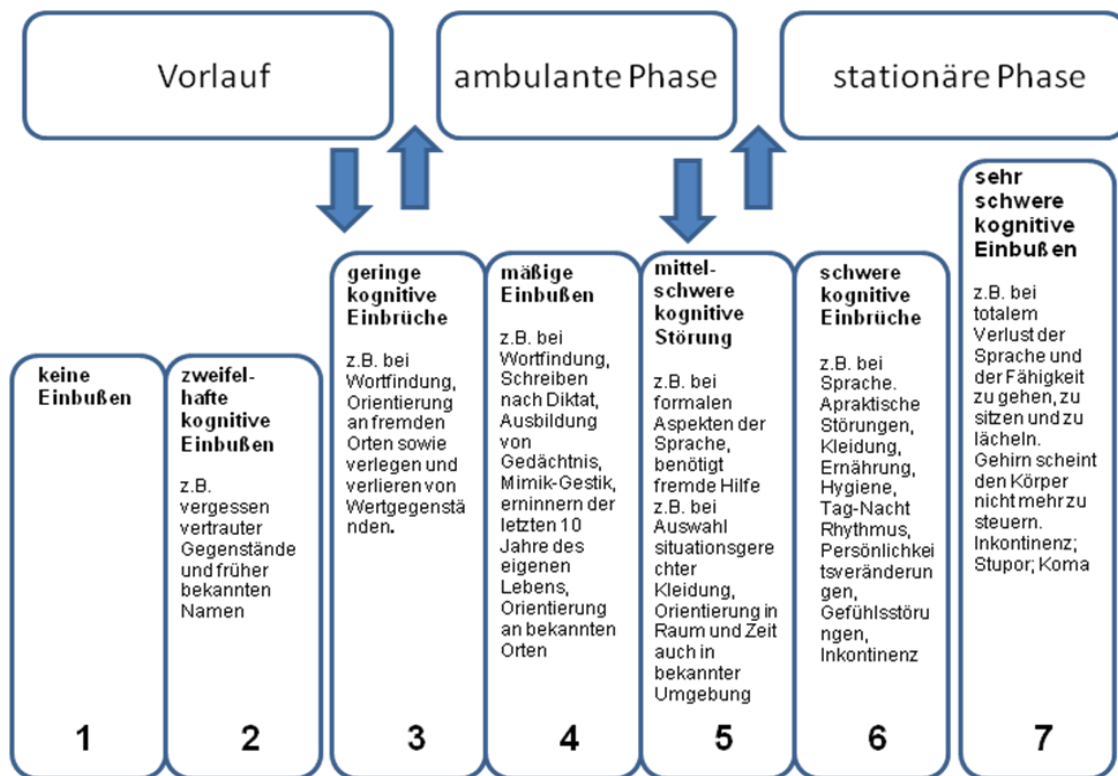 Vorlauf
ambulante Phase
stationäre Phase
keine
Einbußen
1
zweifel-
hafte
kognitive
Einbußen
z.B.
vergessen
vertrauter
Gegenstände
und früher
bekannten
Namen
2
geringe
kognitive
Einbrüche
z.B. bei
Wortfindung,
Orientierung
an fremden
Orten sowie
verlegen und
verlieren von
Wertgegenstä
nden.
3
mäßige
Einbußen
z.B. bei
Wortfindung,
Schreiben
nach Diktat,
Ausbildung
von
Gedächtnis,
Mimik-Gestik,
erninnern der
letzten 10
Jahre des
eigenen
Lebens,
Orientierung
an bekannten
Orten
4
mittel-
schwere
kognitive
Störung
z.B. bei
formalen
Aspekten der
Sprache,
benötigt
fremde Hilfe
z.B. bei
Auswahl
situationsgere
chter
Kleidung,
Orientierung in
Raum und Zeit
auch in
bekannter
Umgebung
5
schwere
kognitive
Einbrüche
z.B. bei
Sprache.
Apraktische
Störungen,
Kleidung,
Ernährung,
Hygiene,
Tag-Nacht
Rhythmus,
Persönlichkei
tsveränderun
gen,
Gefühlsstöru
ngen,
Inkontinenz
6
sehr
schwere
kognitive
Einbußen
z.B. bei
totalem
Verlust der
Sprache und
der Fähigkeit
zu gehen, zu
sitzen und zu
lächeln.
Gehirn scheint
den Körper
nicht mehr zu
steuern.
Inkontinenz;
Stupor; Koma
7